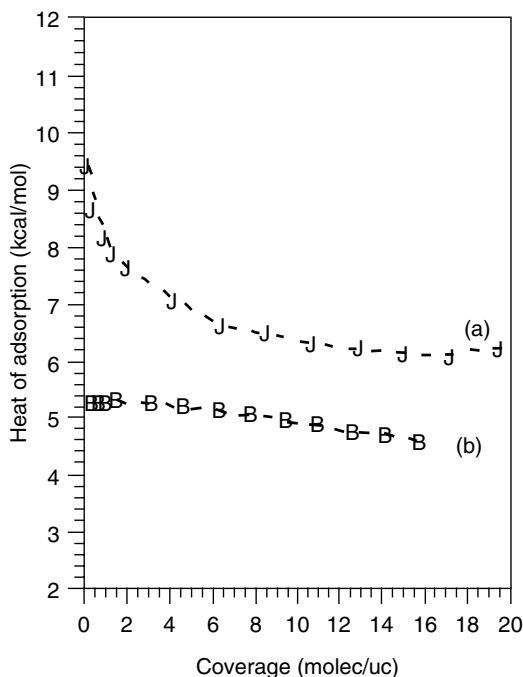 12
11
10
9
8
7
6
5
4
3
2
Heat of adsorption (kcal/mol)
J J J J J J J J J J J J J J
(a)
B B B B B B B B B B B B B B
(b)
0 2 4 6 8 10 12 14 16 18 20
Coverage (molec/uc)